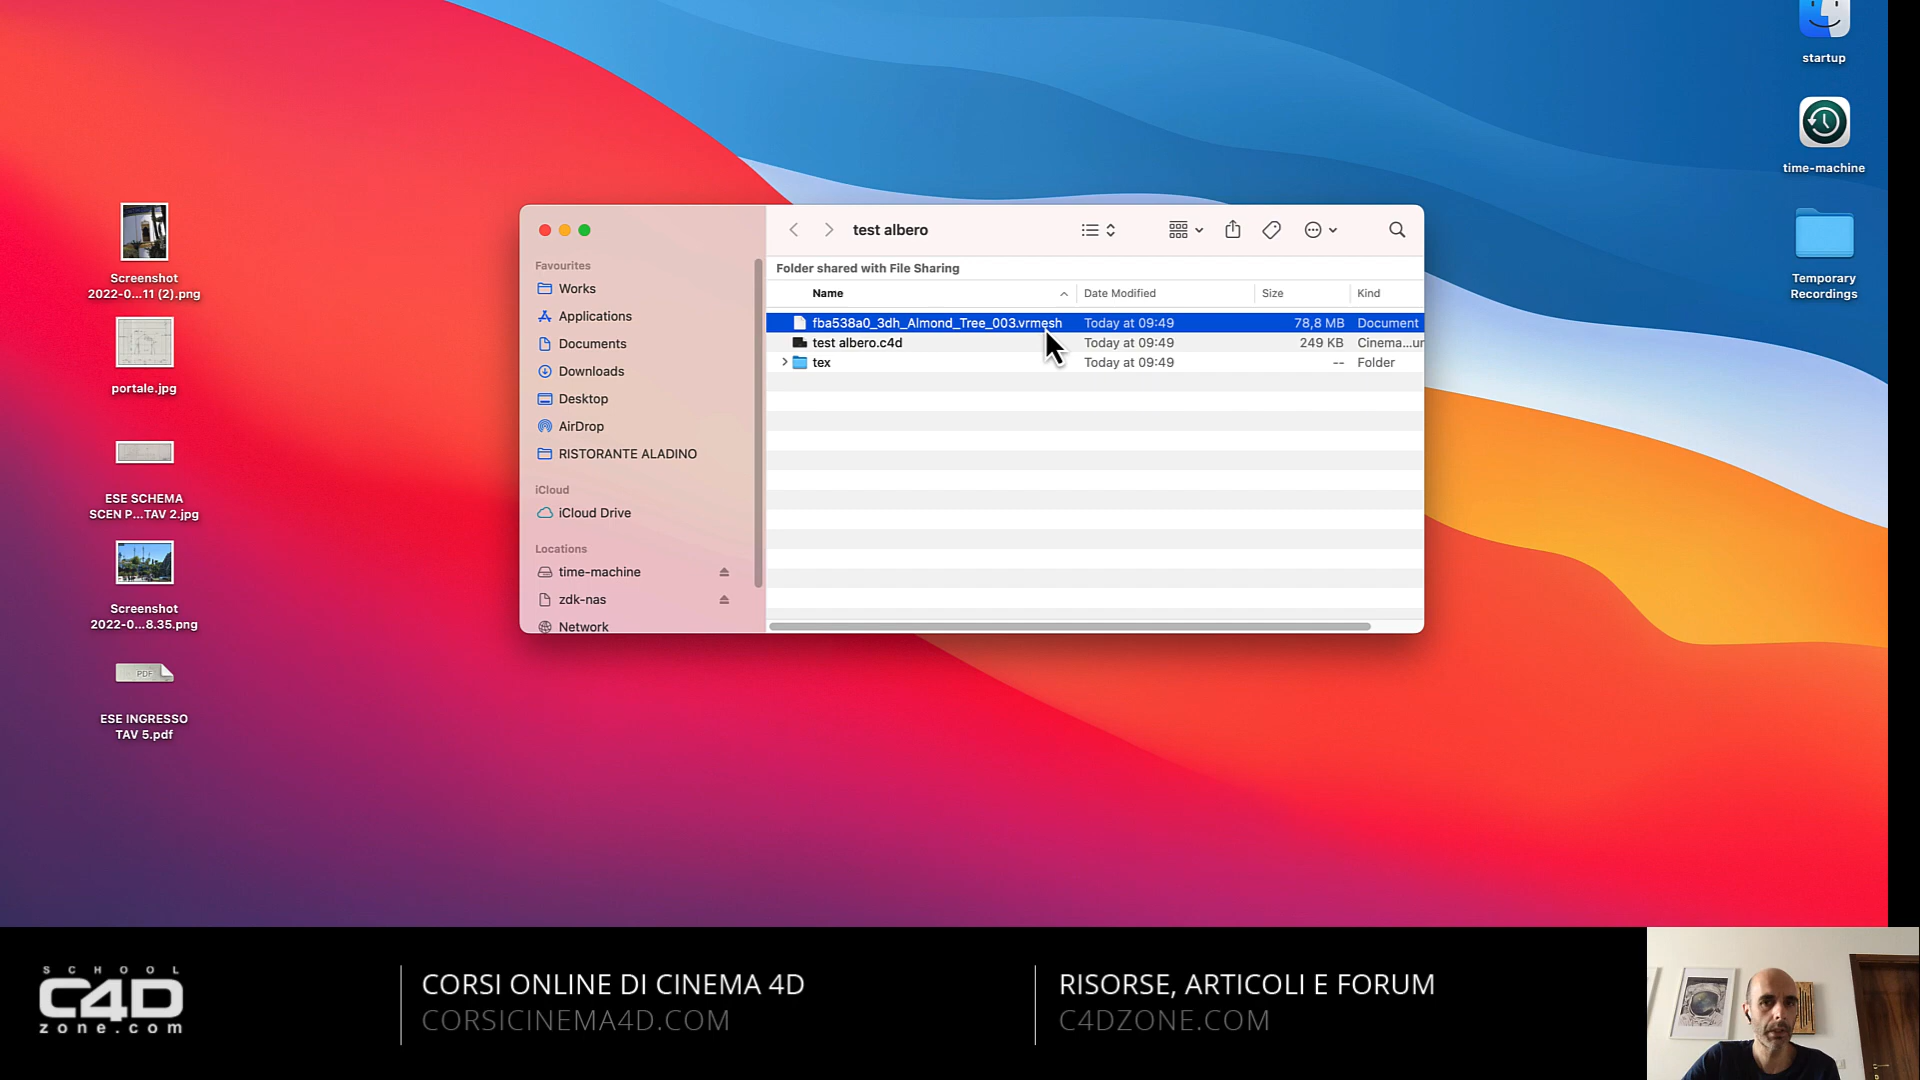 startup
time-machine
Temporary
Recordings
Screenshot
2022-0...11 (2).png
portale.jpg
ESE SCHEMA
SCEN P...TAV 2.jpg
Screenshot
2022-0...8.35.png
PDF
ESE INGRESSO
TAV 5.pdf
test albero
Favourites
Works
Applications
Documents
Downloads
Desktop
AirDrop
RISTORANTE ALADINO
iCloud
iCloud Drive
Locations
time-machine
zdk-nas
Network
Folder shared with File Sharing
Name Date Modified Size Kind
fba538a0_3dh_Almond_Tree_003.vrmesh Today at 09:49 78,8 MB Document
test albero.c4d Today at 09:49 249 KB Cinema...ur
tex Today at 09:49 -- Folder
SCHOOL
C4D
zone.com
CORSI ONLINE DI CINEMA 4D
CORSICINEMA4D.COM
RISORSE, ARTICOLI E FORUM
C4DZONE.COM